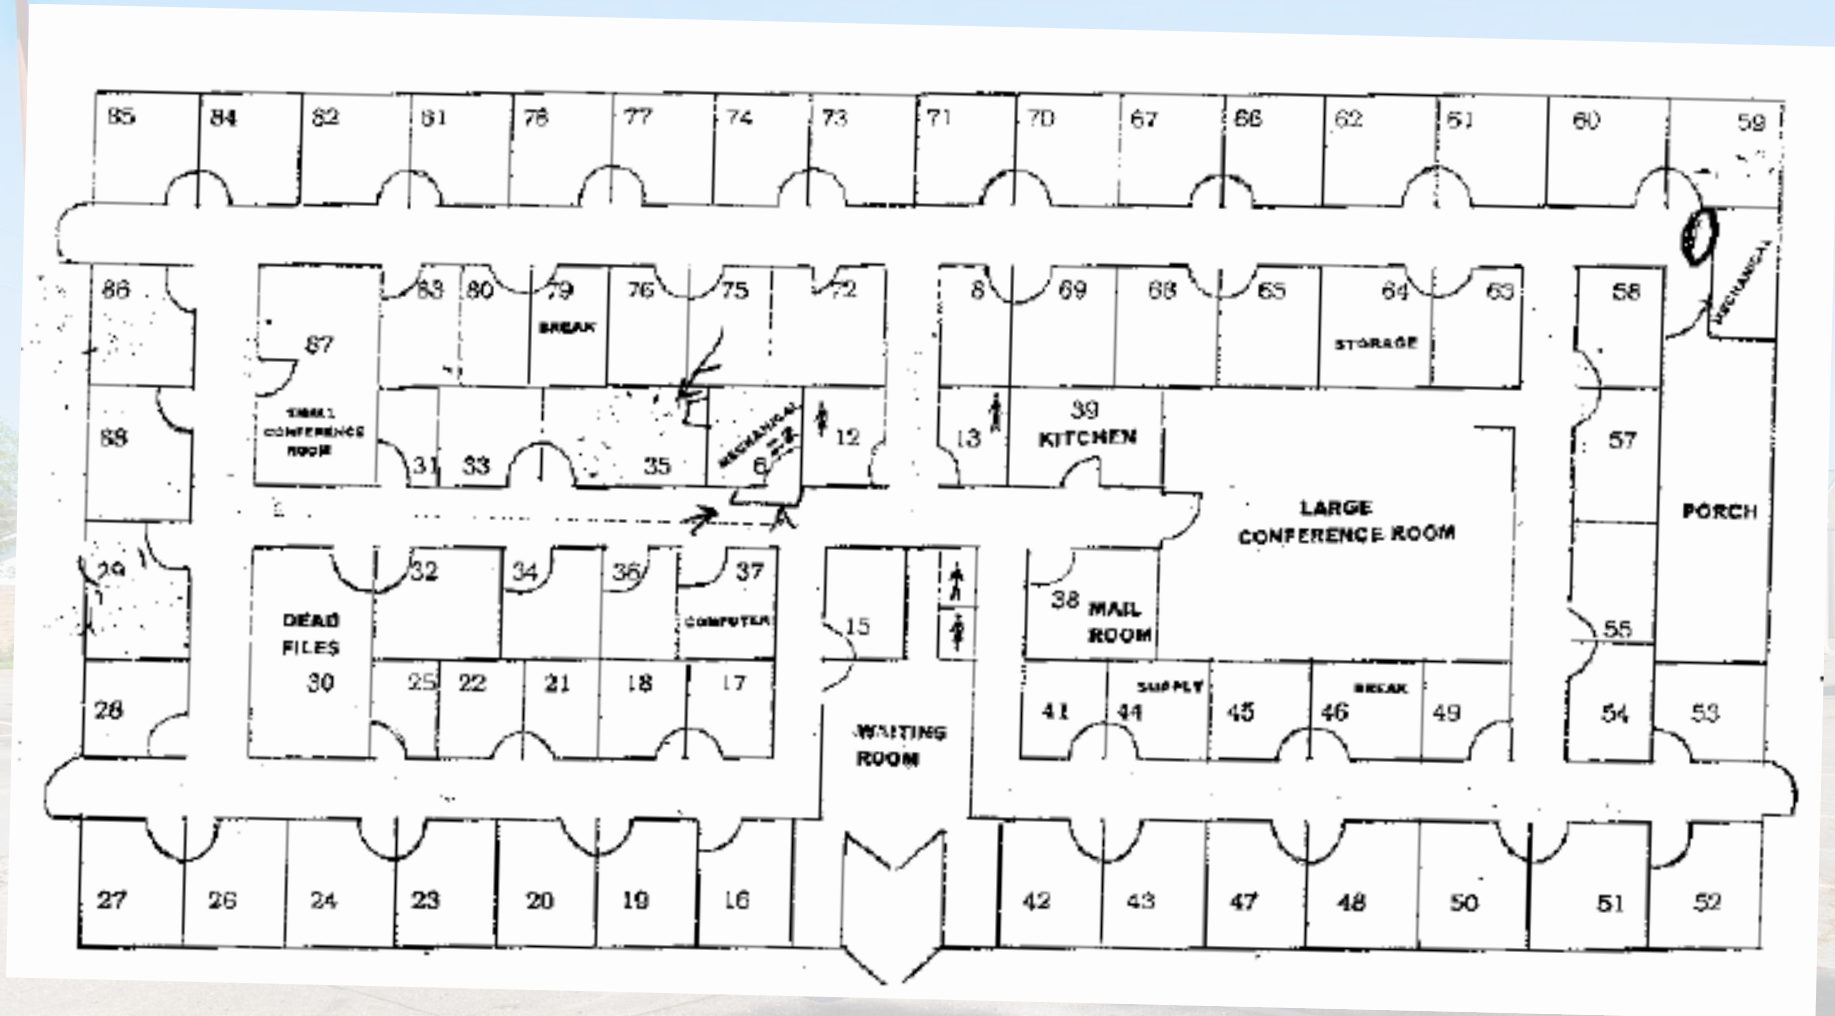 85 84 82 81 78 77 74 73 71 70 67 66 62 61 60 59
86 83 80 79 76 75 72 8 69 68 65 64 63 58
MECHANICAL
87 BREAK STORAGE
SMALL
CONFERENCE
ROOM
88 31 33 35 MECHANICAL 6 12 13 39 57
KITCHEN
LARGE
CONFERENCE ROOM
PORCH
A
29 32 34 36 37 38 MAIL
ROOM
DEAD
FILES
30
COMPUTER
15 55
28 25 22 21 18 17 41 44 SUPPLY 45 46 BREAK 49 54 53
WAITING
ROOM
27 26 24 23 20 19 16 42 43 47 48 50 51 52